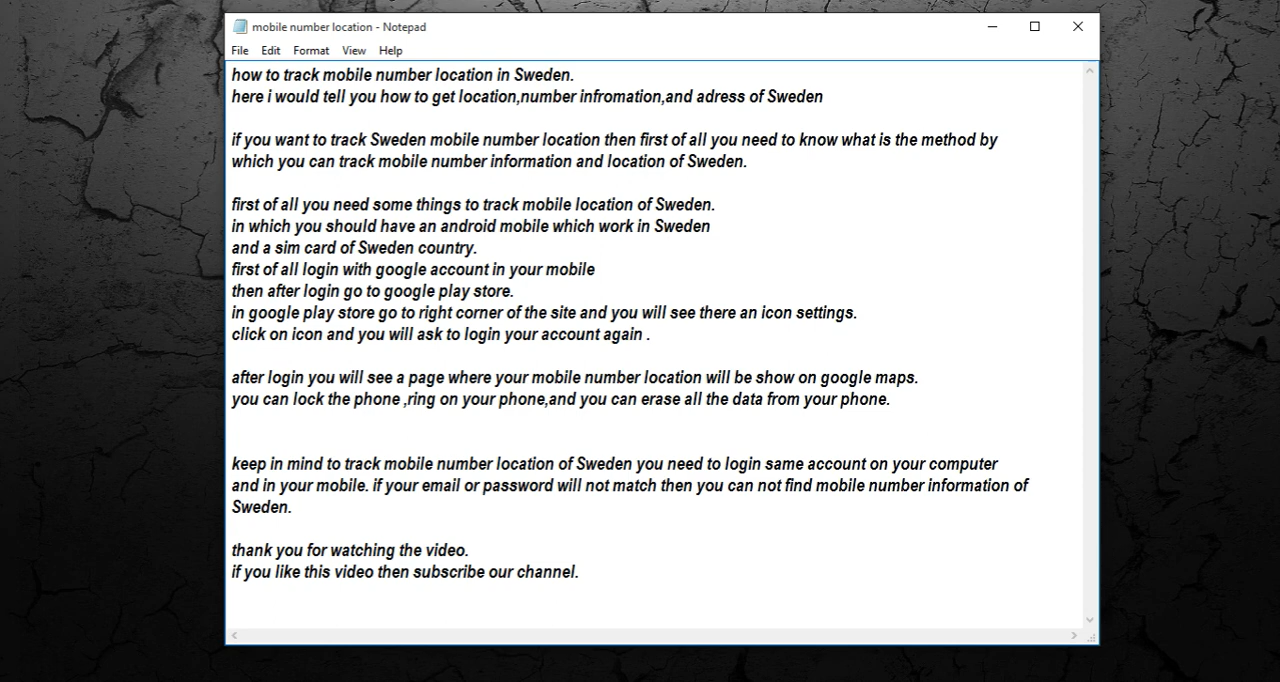 mobile number location - Notepad
File Edit Format View Help
how to track mobile number location in Sweden.
here i would tell you how to get location,number infromation,and adress of Sweden
if you want to track Sweden mobile number location then first of all you need to know what is the method by
which you can track mobile number information and location of Sweden.
first of all you need some things to track mobile location of Sweden.
in which you should have an android mobile which work in Sweden
and a sim card of Sweden country.
first of all login with google account in your mobile
then after login go to google play store.
in google play store go to right corner of the site and you will see there an icon settings.
click on icon and you will ask to login your account again .
after login you will see a page where your mobile number location will be show on google maps.
you can lock the phone ,ring on your phone,and you can erase all the data from your phone.
keep in mind to track mobile number location of Sweden you need to login same account on your computer
and in your mobile. if your email or password will not match then you can not find mobile number information of
Sweden.
thank you for watching the video.
if you like this video then subscribe our channel.